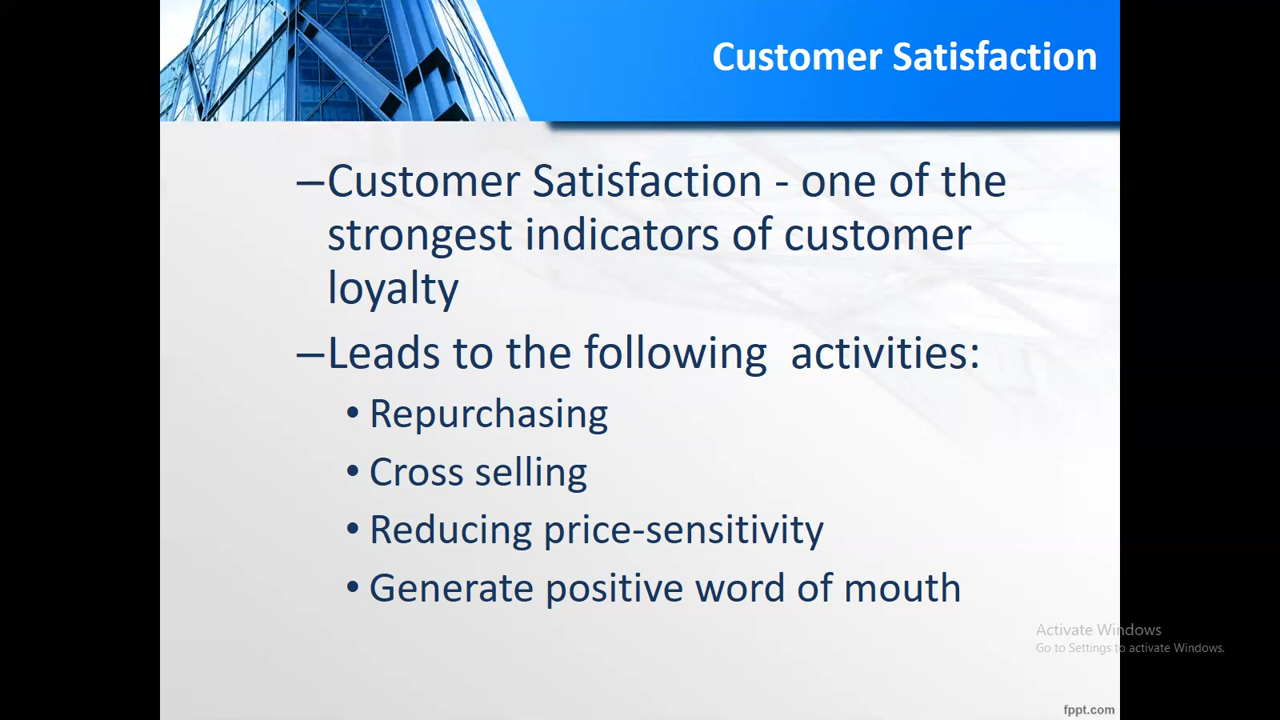 Customer Satisfaction
–Customer Satisfaction - one of the
strongest indicators of customer
loyalty
–Leads to the following  activities:
• Repurchasing
• Cross selling
• Reducing price-sensitivity
• Generate positive word of mouth
Activate Windows
Go to Settings to activate Windows.
fppt.com